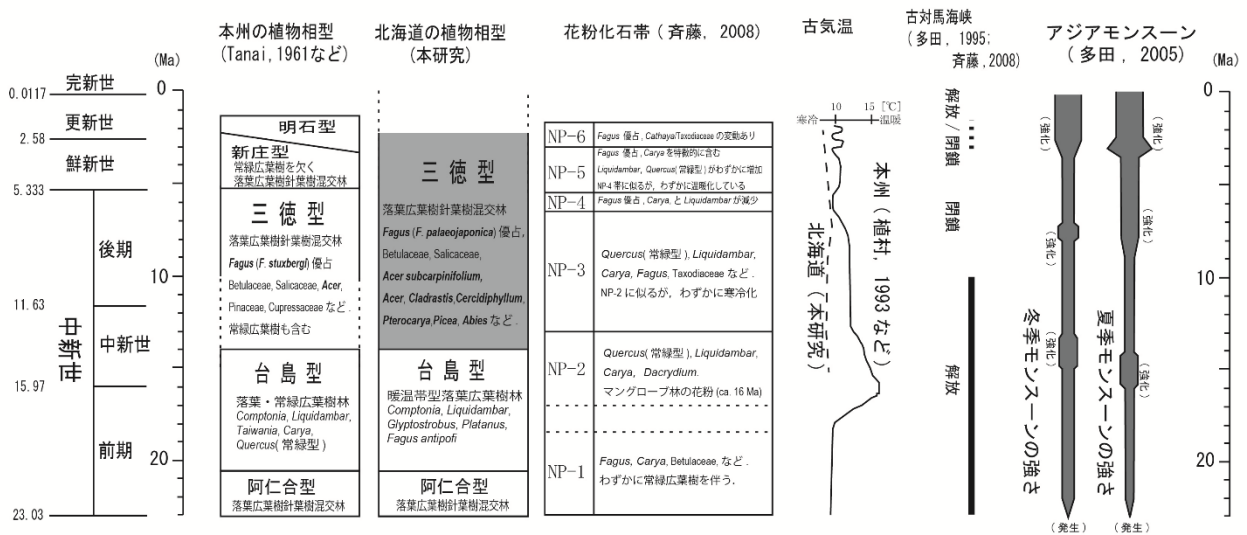 本州の植物相型
(Tanai, 1961など)
北海道の植物相型
(本研究)
花粉化石帯 ( 斉藤, 2008)
古気温
古対馬海峡
(多田, 1995;
斉藤, 2008)
アジアモンスーン
(多田, 2005)
(Ma)
(Ma)
0
10
20
0
10
20
0.0117
2.58
5.333
11.63
15.97
23.03
完新世
更新世
鮮新世
中新世
後期
中新世
前期
明石型
新庄型
常緑広葉樹を欠く
落葉広葉樹針葉樹混交林
三徳型
落葉広葉樹針葉樹混交林
Fagus (F. stuxbergi) 優占
Betulaceae, Salicaceae, Acer,
Pinaceae, Cupressaceae など.
常緑広葉樹も含む
台島型
落葉・常緑広葉樹林
Comptonia, Liquidambar,
Taiwania, Carya,
Quercus( 常緑型 )
阿仁合型
落葉広葉樹針葉樹混交林
三徳型
落葉広葉樹針葉樹混交林
Fagus (F. palaeojaponica) 優占,
Betulaceae, Salicaceae,
Acer subcarpinifolium,
Acer, Cladrastis, Cercidiphyllum,
Pterocarya, Picea, Abies など.
台島型
暖温帯型落葉広葉樹林
Comptonia, Liquidambar,
Glyptostrobus, Platanus,
Fagus antipofi
阿仁合型
落葉広葉樹針葉樹混交林
NP-6
Fagus 優占, Cathaya/Taxodiaceae の変動あり
NP-5
Fagus 優占, Carya を特徴的に含む
Liquidambar, Quercus( 常緑型 ) がわずかに増加
NP-4 帯に似るが, わずかに温暖化している
NP-4
Fagus 優占, Carya, と Liquidambar が減少
NP-3
Quercus( 常緑型 ), Liquidambar,
Carya, Fagus, Taxodiaceae など.
NP-2 に似るが, わずかに寒冷化
NP-2
Quercus( 常緑型 ), Liquidambar,
Carya, Dacrydium.
マングローブ林の花粉 (ca. 16 Ma)
NP-1
Fagus, Carya, Betulaceae, など.
わずかに常緑広葉樹を伴う.
10 15 [℃]
寒冷 温暖
北海道 (本研究)
本州 (植村, 1993 など)
解放 / 閉鎖
閉鎖
解放
冬季モンスーンの強さ
(強化)
(強化)
(強化)
(発生)
夏季モンスーンの強さ
(強化)
(強化)
(強化)
(発生)